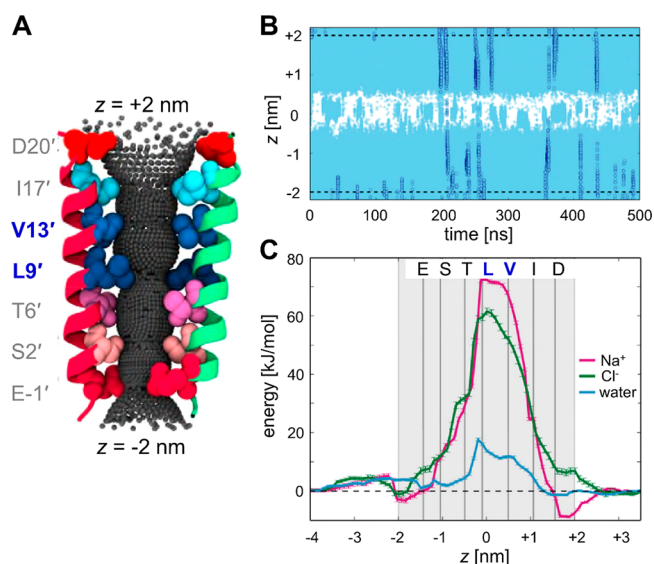 A
z = +2 nm
D20′
I17′
V13′
L9′
T6′
S2′
E-1′
z = -2 nm
B
+2
+1
0
-1
-2
z [nm]
0
100
200
300
400
500
time [ns]
C
80
60
40
20
0
energy [kJ/mol]
E S T L V I D
Na⁺
Cl⁻
water
-4
-3
-2
-1
0
+1
+2
+3
z [nm]